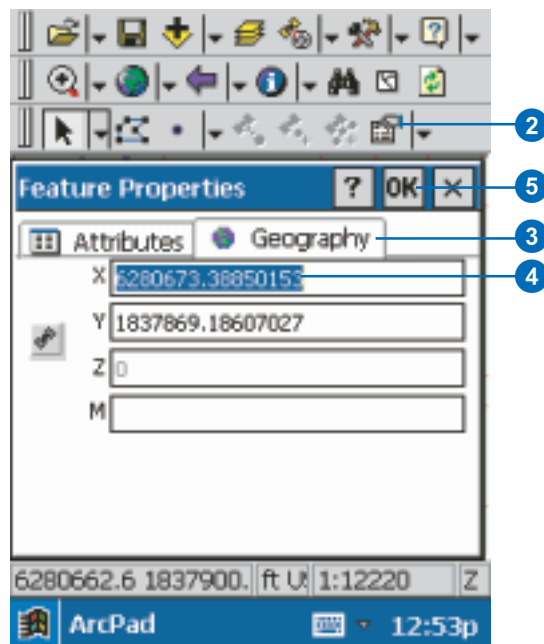 2
Feature Properties ? OK ×
5
Attributes Geography
3
X 6280673.38850153
4
Y 1837869.18607027
Z 0
M
6280662.6 1837900. ft U 1:12220 Z
ArcPad 12:53p